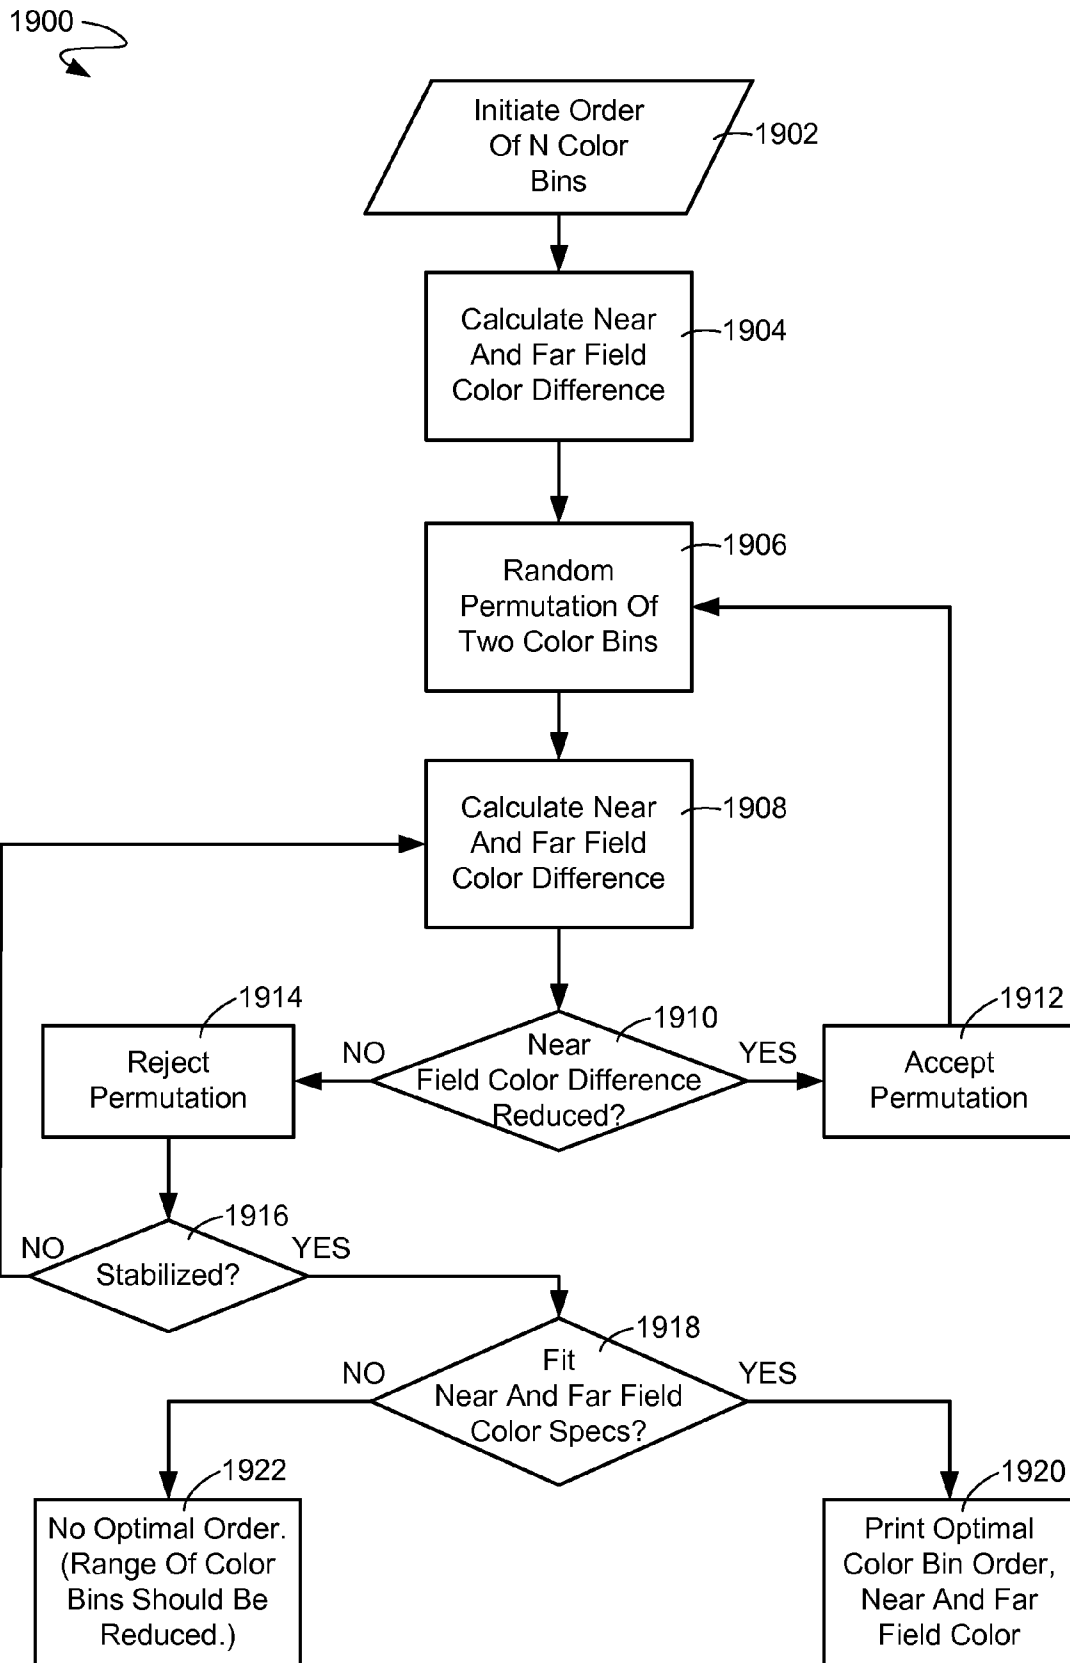 1900
Initiate Order
Of N Color
Bins
1902
Calculate Near
And Far Field
Color Difference
1904
Random
Permutation Of
Two Color Bins
1906
Calculate Near
And Far Field
Color Difference
1908
Near
Field Color Difference
Reduced?
1910
NO
YES
Reject
Permutation
1914
Accept
Permutation
1912
Stabilized?
1916
NO
YES
Fit
Near And Far Field
Color Specs?
1918
NO
YES
No Optimal Order.
(Range Of Color
Bins Should Be
Reduced.)
1922
Print Optimal
Color Bin Order,
Near And Far
Field Color
1920